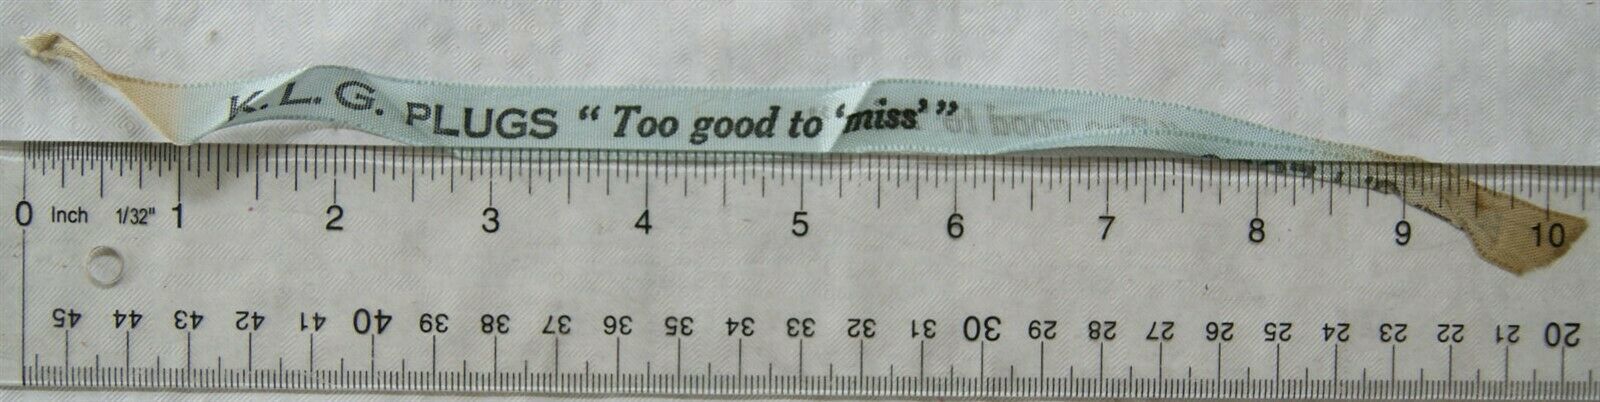 K.L.G. PLUGS “Too good to ‘miss’”
0 Inch 1/32" 1 2 3 4 5 6 7 8 9 10
45 44 43 42 41 40 39 38 37 36 35 34 33 32 31 30 29 28 27 26 25 24 23 22 21 20